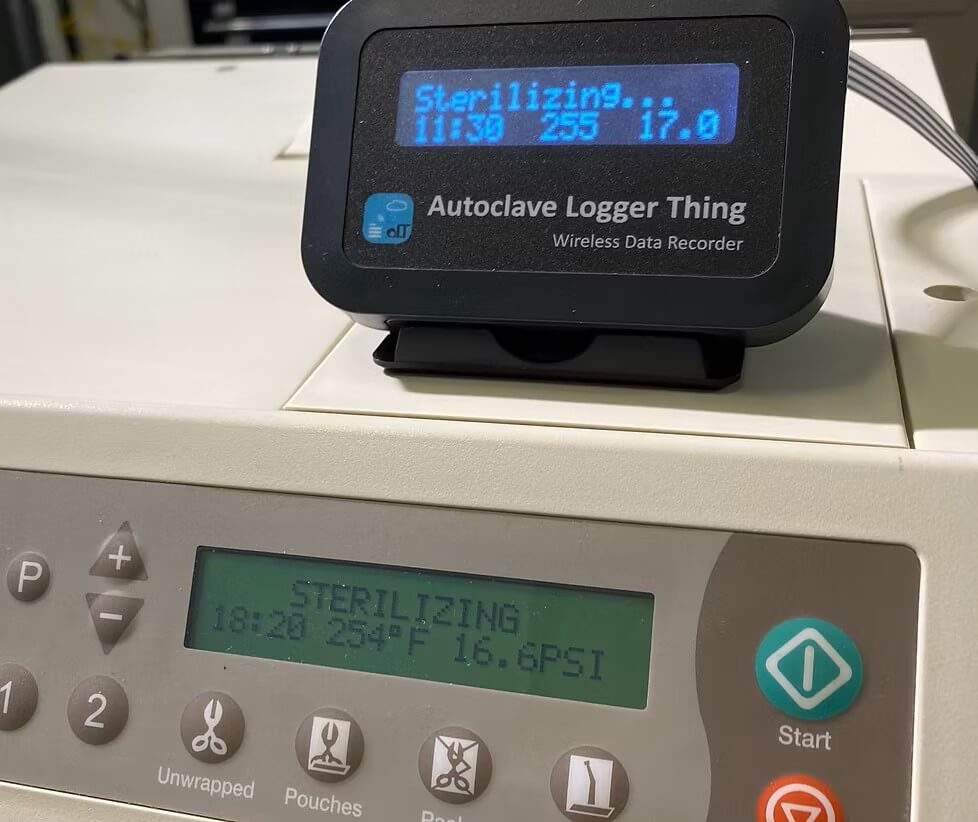 Sterilizing...
11:30 255 17.0
Autoclave Logger Thing
Wireless Data Recorder
P
+
−
STERILIZING
18:20 254°F 16.6PSI
1
2
Unwrapped
Pouches
Start